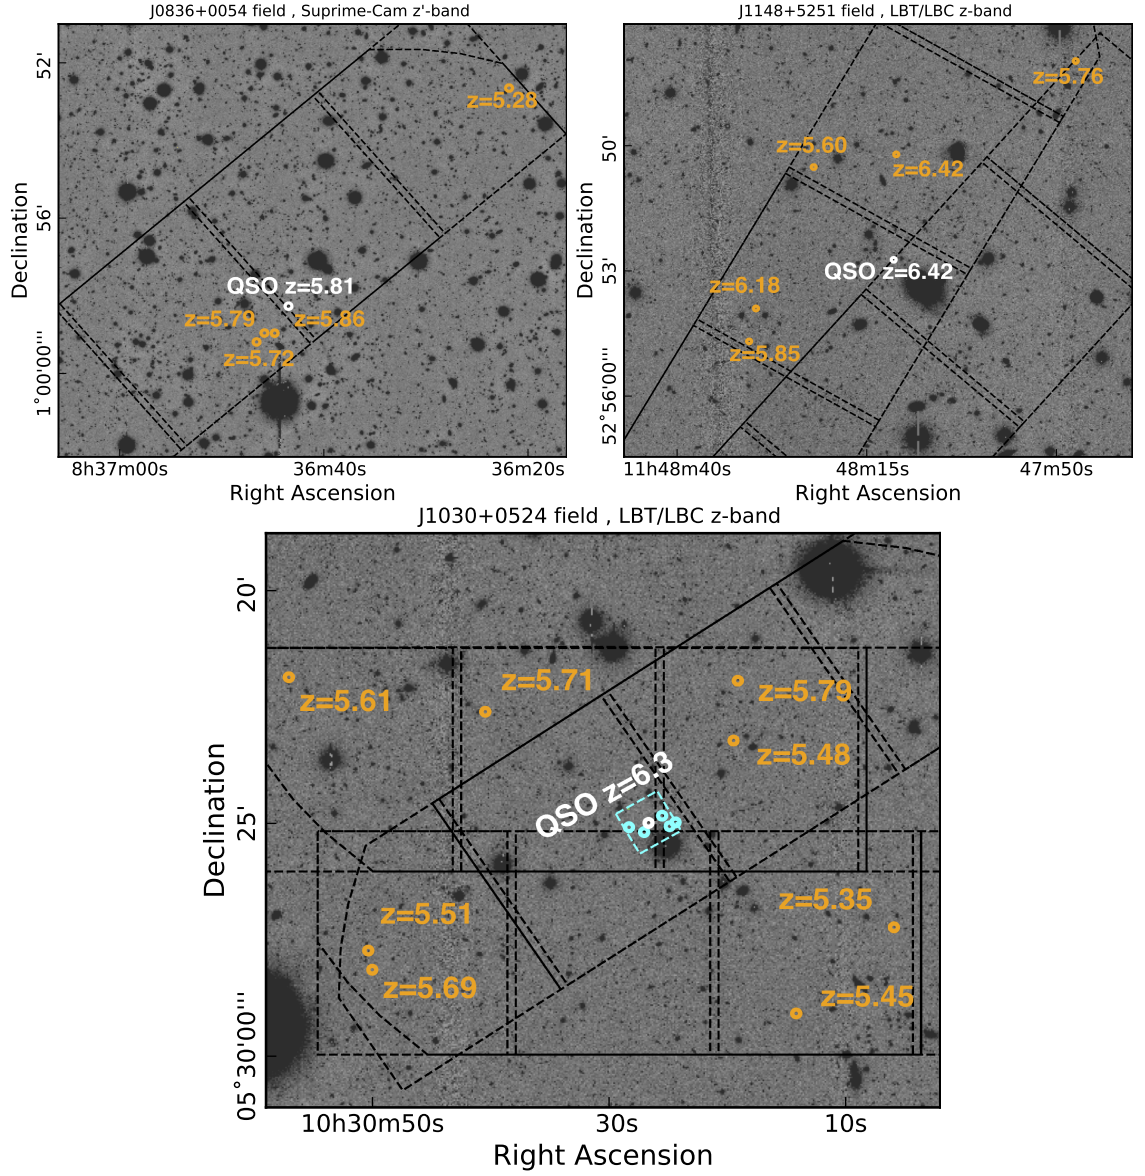 J0836+0054 field , Suprime-Cam z'-band
52'
56'
1°00'00"'
Declination
z=5.28
QSO z=5.81
z=5.79
z=5.86
z=5.72
8h37m00s
36m40s
36m20s
Right Ascension
J1148+5251 field , LBT/LBC z-band
50'
53'
52°56'00"'
Declination
z=5.76
z=5.60
z=6.42
QSO z=6.42
z=6.18
z=5.85
11h48m40s
48m15s
47m50s
Right Ascension
J1030+0524 field , LBT/LBC z-band
20'
25'
05°30'00"'
Declination
z=5.61
z=5.71
z=5.79
z=5.48
QSO z=6.3
z=5.51
z=5.35
z=5.69
z=5.45
10h30m50s
30s
10s
Right Ascension